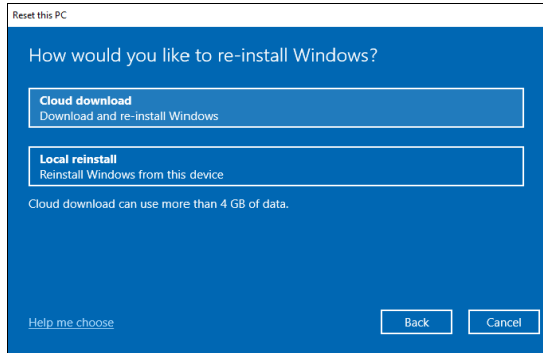 Reset this PC
How would you like to re-install Windows?
Cloud download
Download and re-install Windows
Local reinstall
Reinstall Windows from this device
Cloud download can use more than 4 GB of data.
Help me choose
Back
Cancel